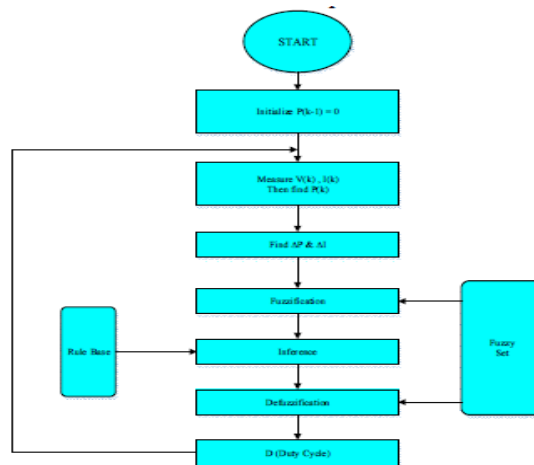 START
Initialize P(k-1) = 0
Measure V(k) , I(k)
Then find P(k)
Find ΔP & ΔI
Fuzzification
Rule Base
Inference
Fuzzy
Set
Defuzzification
D (Duty Cycle)